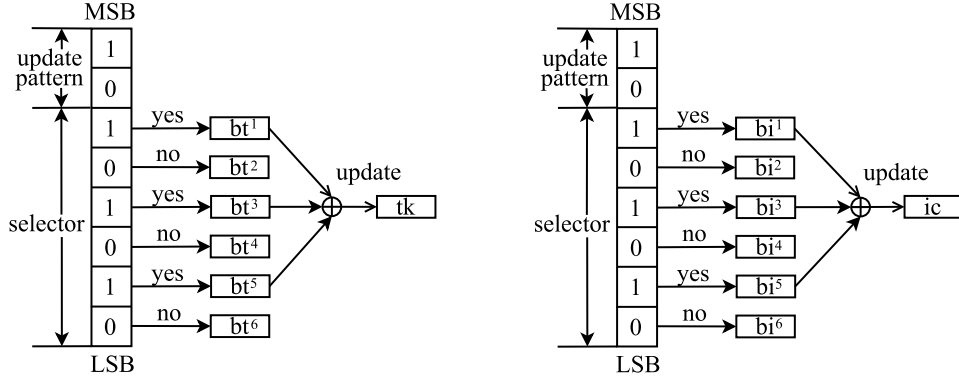 MSB
update
pattern
1
0
selector
1
yes
bt¹
0
no
bt²
1
yes
bt³
0
no
bt⁴
1
yes
bt⁵
0
no
bt⁶
update
tk
LSB
MSB
update
pattern
1
0
selector
1
yes
bi¹
0
no
bi²
1
yes
bi³
0
no
bi⁴
1
yes
bi⁵
0
no
bi⁶
update
ic
LSB